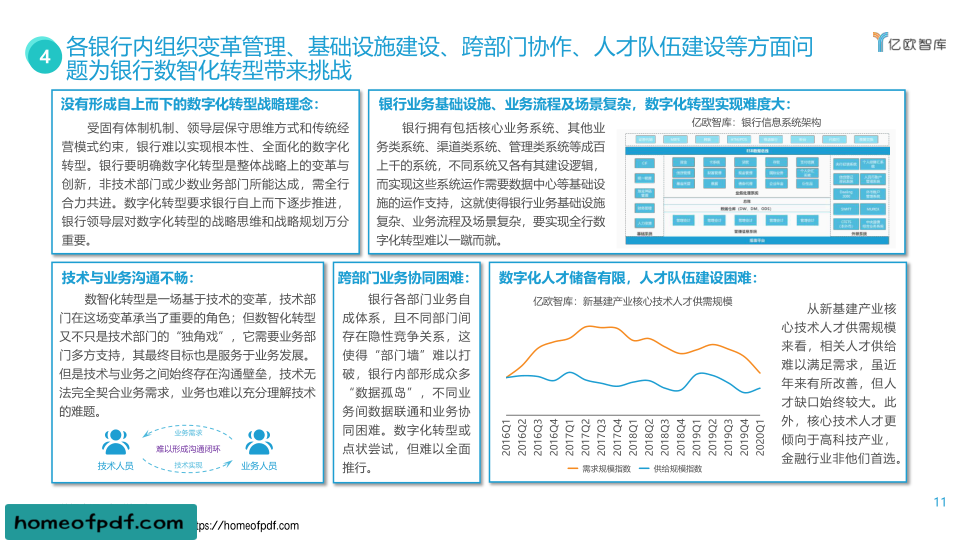 4
各银行内组织变革管理、基础设施建设、跨部门协作、人才队伍建设等方面问
题为银行数智化转型带来挑战
亿欧智库
没有形成自上而下的数字化转型战略理念：
受固有体制机制、领导层保守思维方式和传统经
营模式约束，银行难以实现根本性、全面化的数字化
转型。银行要明确数字化转型是整体战略上的变革与
创新，非技术部门或少数业务部门所能达成，需全行
合力共进。数字化转型要求银行自上而下逐步推进，
银行领导层对数字化转型的战略思维和战略规划万分
重要。
银行业务基础设施、业务流程及场景复杂，数字化转型实现难度大：
银行拥有包括核心业务系统、其他业
务类系统、渠道类系统、管理类系统等成百
上千的系统，不同系统又各有其建设逻辑，
而实现这些系统运作需要数据中心等基础设
施的运作支持，这就使得银行业务基础设施
复杂、业务流程及场景复杂，要实现全行数
字化转型难以一蹴而就。
亿欧智库：银行信息系统架构
技术与业务沟通不畅：
数智化转型是一场基于技术的变革，技术部
门在这场变革承当了重要的角色；但数智化转型
又不只是技术部门的“独角戏”，它需要业务部
门多方支持，其最终目标也是服务于业务发展。
但是技术与业务之间始终存在沟通壁垒，技术无
法完全契合业务需求，业务也难以充分理解技术
的难题。
业务需求
难以形成沟通闭环
技术实现
技术人员
业务人员
跨部门业务协同困难：
银行各部门业务自
成体系，且不同部门间
存在隐性竞争关系，这
使得“部门墙”难以打
破，银行内部形成众多
“数据孤岛”，不同业
务间数据联通和业务协
同困难。数字化转型或
点状尝试，但难以全面
推行。
数字化人才储备有限，人才队伍建设困难：
亿欧智库：新基建产业核心技术人才供需规模
2016Q1
2016Q2
2016Q3
2016Q4
2017Q1
2017Q2
2017Q3
2017Q4
2018Q1
2018Q2
2018Q3
2018Q4
2019Q1
2019Q2
2019Q3
2019Q4
2020Q1
需求规模指数
供给规模指数
从新基建产业核
心技术人才供需规模
来看，相关人才供给
难以满足需求，虽近
年来有所改善，但人
才缺口始终较大。此
外，核心技术人才更
倾向于高科技产业，
金融行业非他们首选。
11
homeofpdf.com
ttps://homeofpdf.com